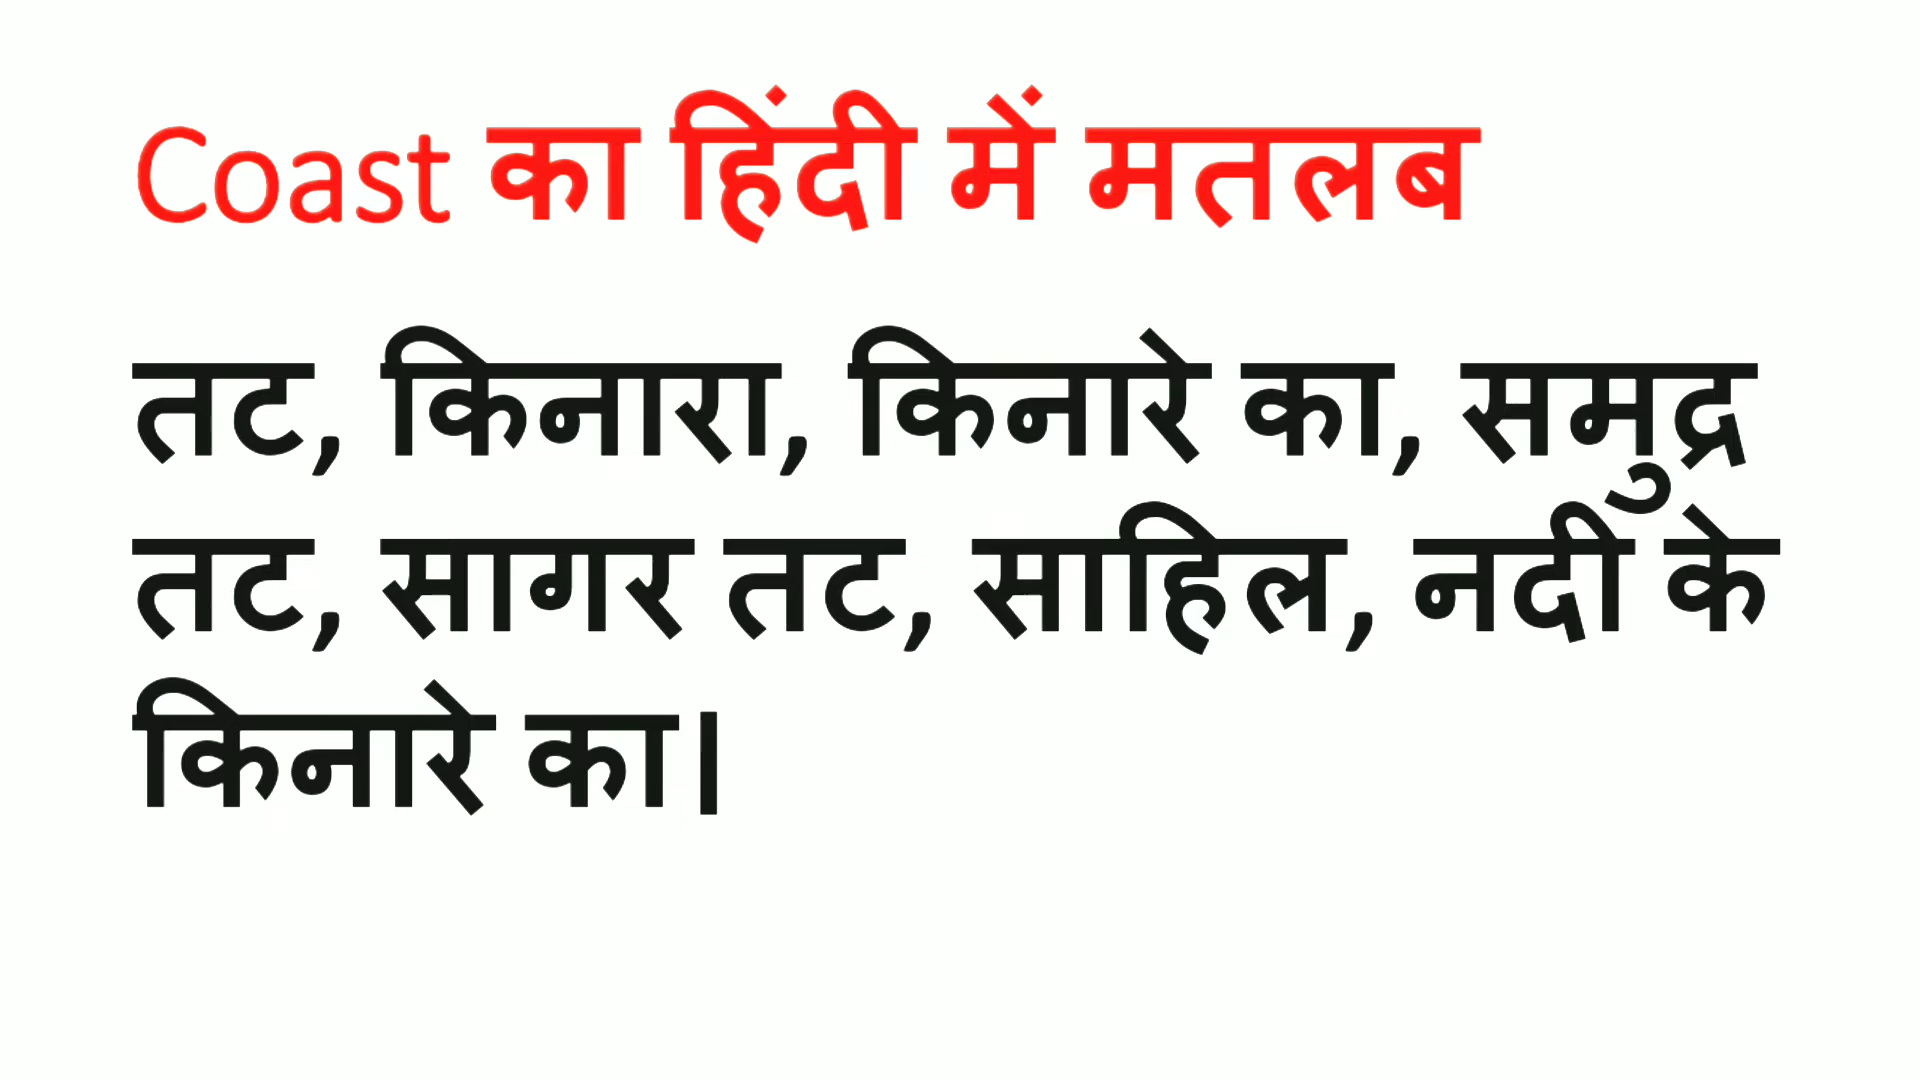 Coast का हिंदी में मतलब
तट, किनारा, किनारे का, समुद्र
तट, सागर तट, साहिल, नदी के
किनारे का।